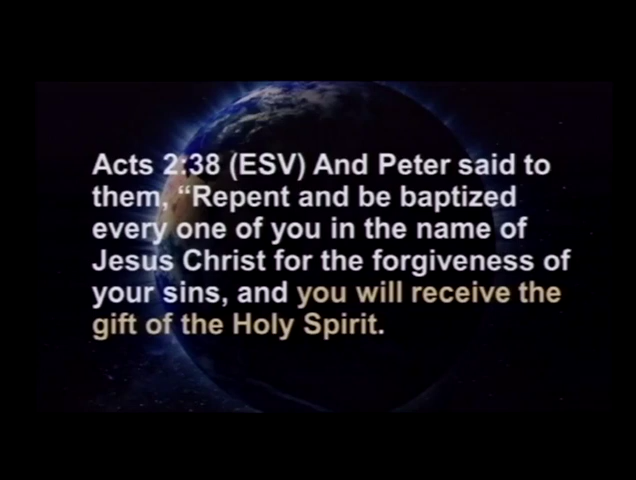 Acts 2:38 (ESV) And Peter said to
them, “Repent and be baptized
every one of you in the name of
Jesus Christ for the forgiveness of
your sins, and you will receive the
gift of the Holy Spirit.